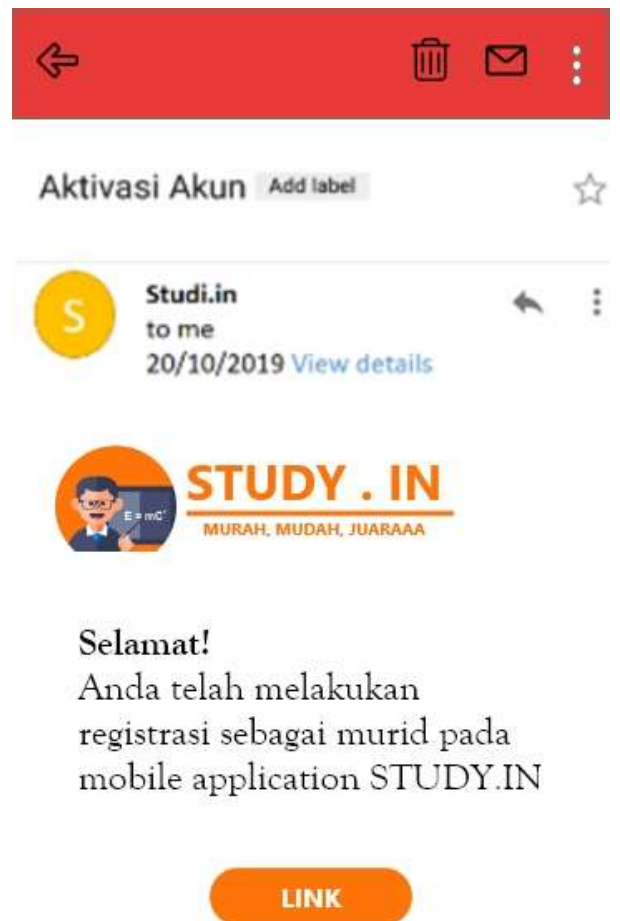 Aktivasi Akun Add label
S
Studi.in
to me
20/10/2019 View details
STUDY . IN
E = mC²
MURAH, MUDAH, JUARAAA
Selamat!
Anda telah melakukan
registrasi sebagai murid pada
mobile application STUDY.IN
LINK